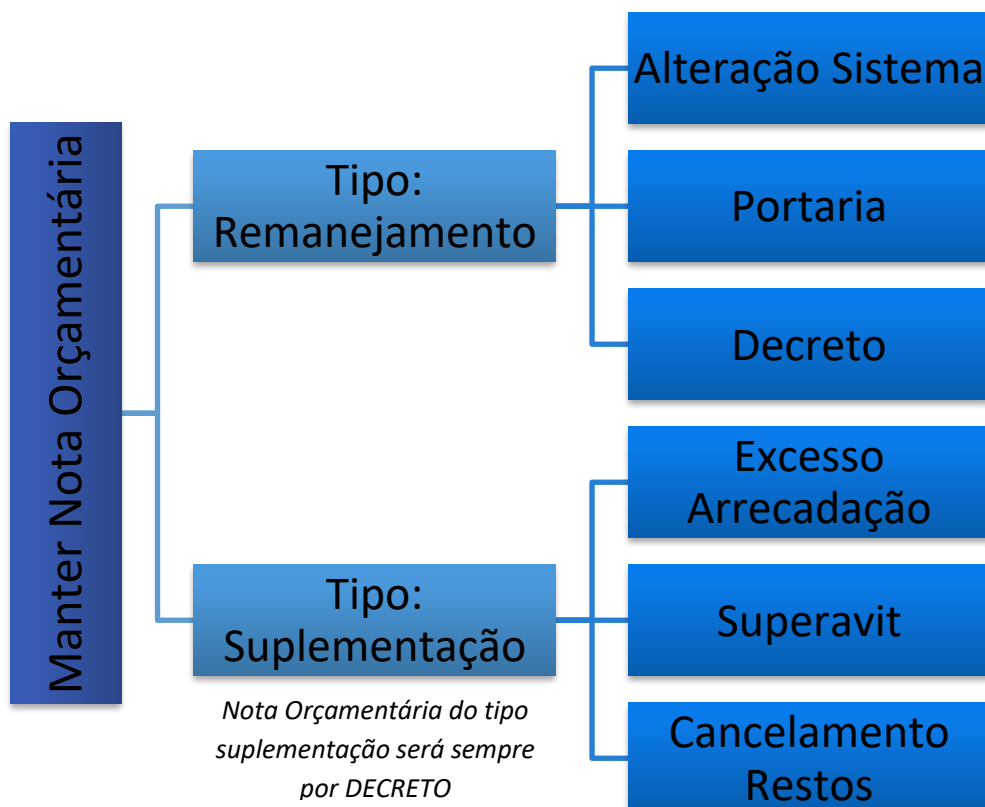 Manter Nota Orçamentária
Tipo:
Remanejamento
Alteração Sistema
Portaria
Decreto
Tipo:
Suplementação
Nota Orçamentária do tipo
suplementação será sempre
por DECRETO
Excesso
Arrecadação
Superavit
Cancelamento
Restos